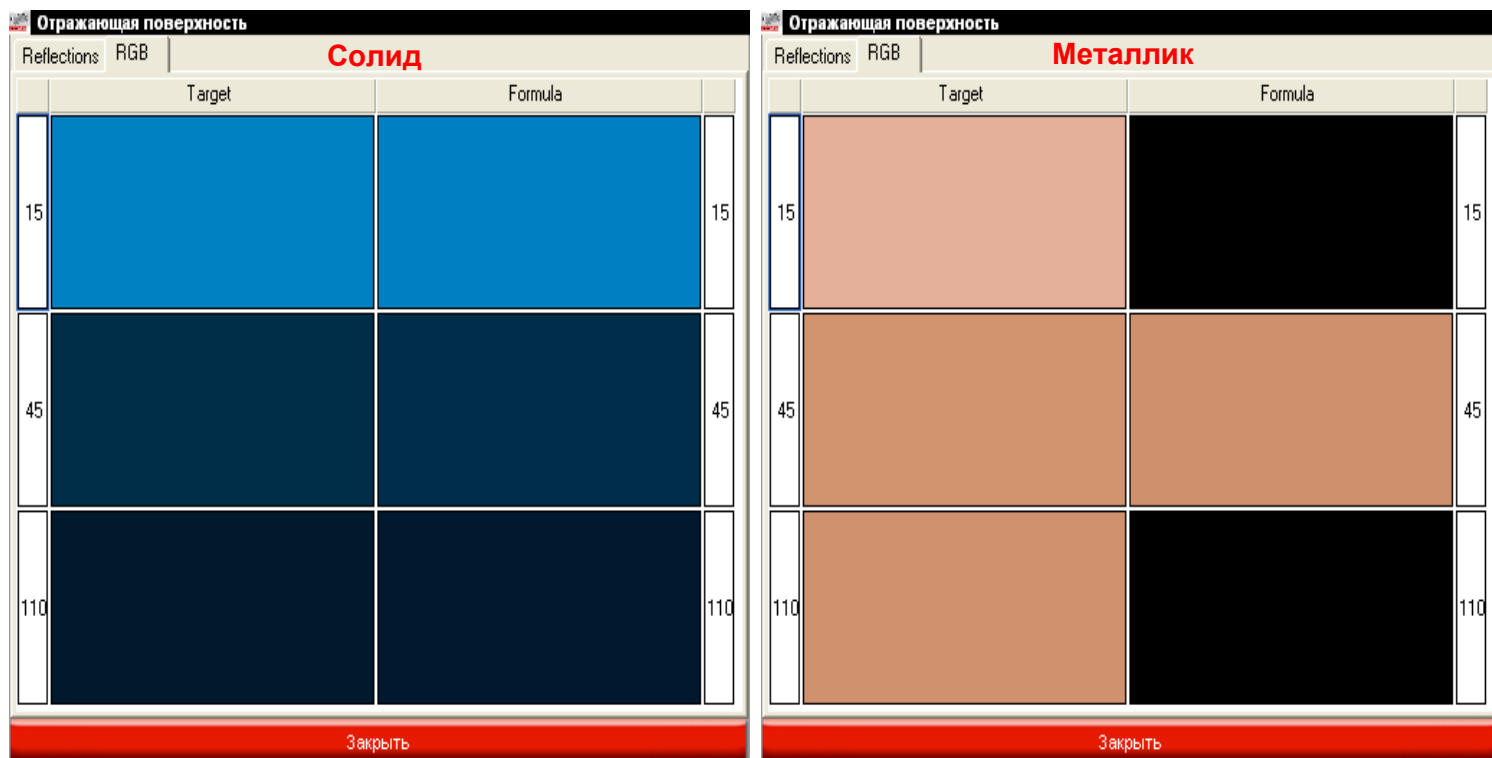 Отражающая поверхность
Reflections RGB Солид
Target Formula
15 15
45 45
110 110
Закрыть
Отражающая поверхность
Reflections RGB Металлик
Target Formula
15 15
45 45
110 110
Закрыть